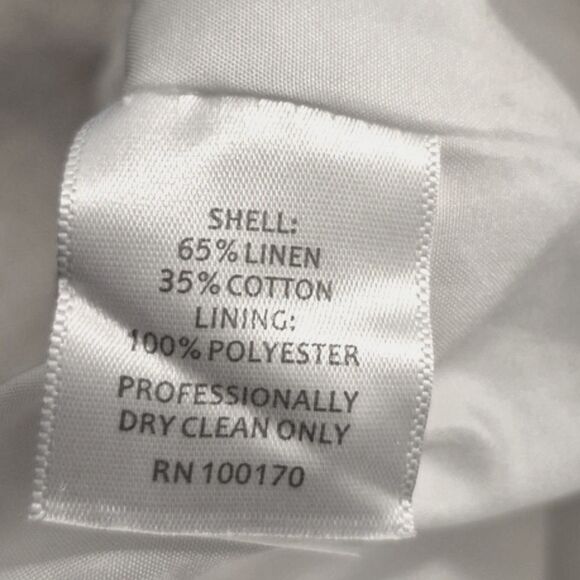 SHELL:
65% LINEN
35% COTTON
LINING:
100% POLYESTER
PROFESSIONALLY
DRY CLEAN ONLY
RN 100170